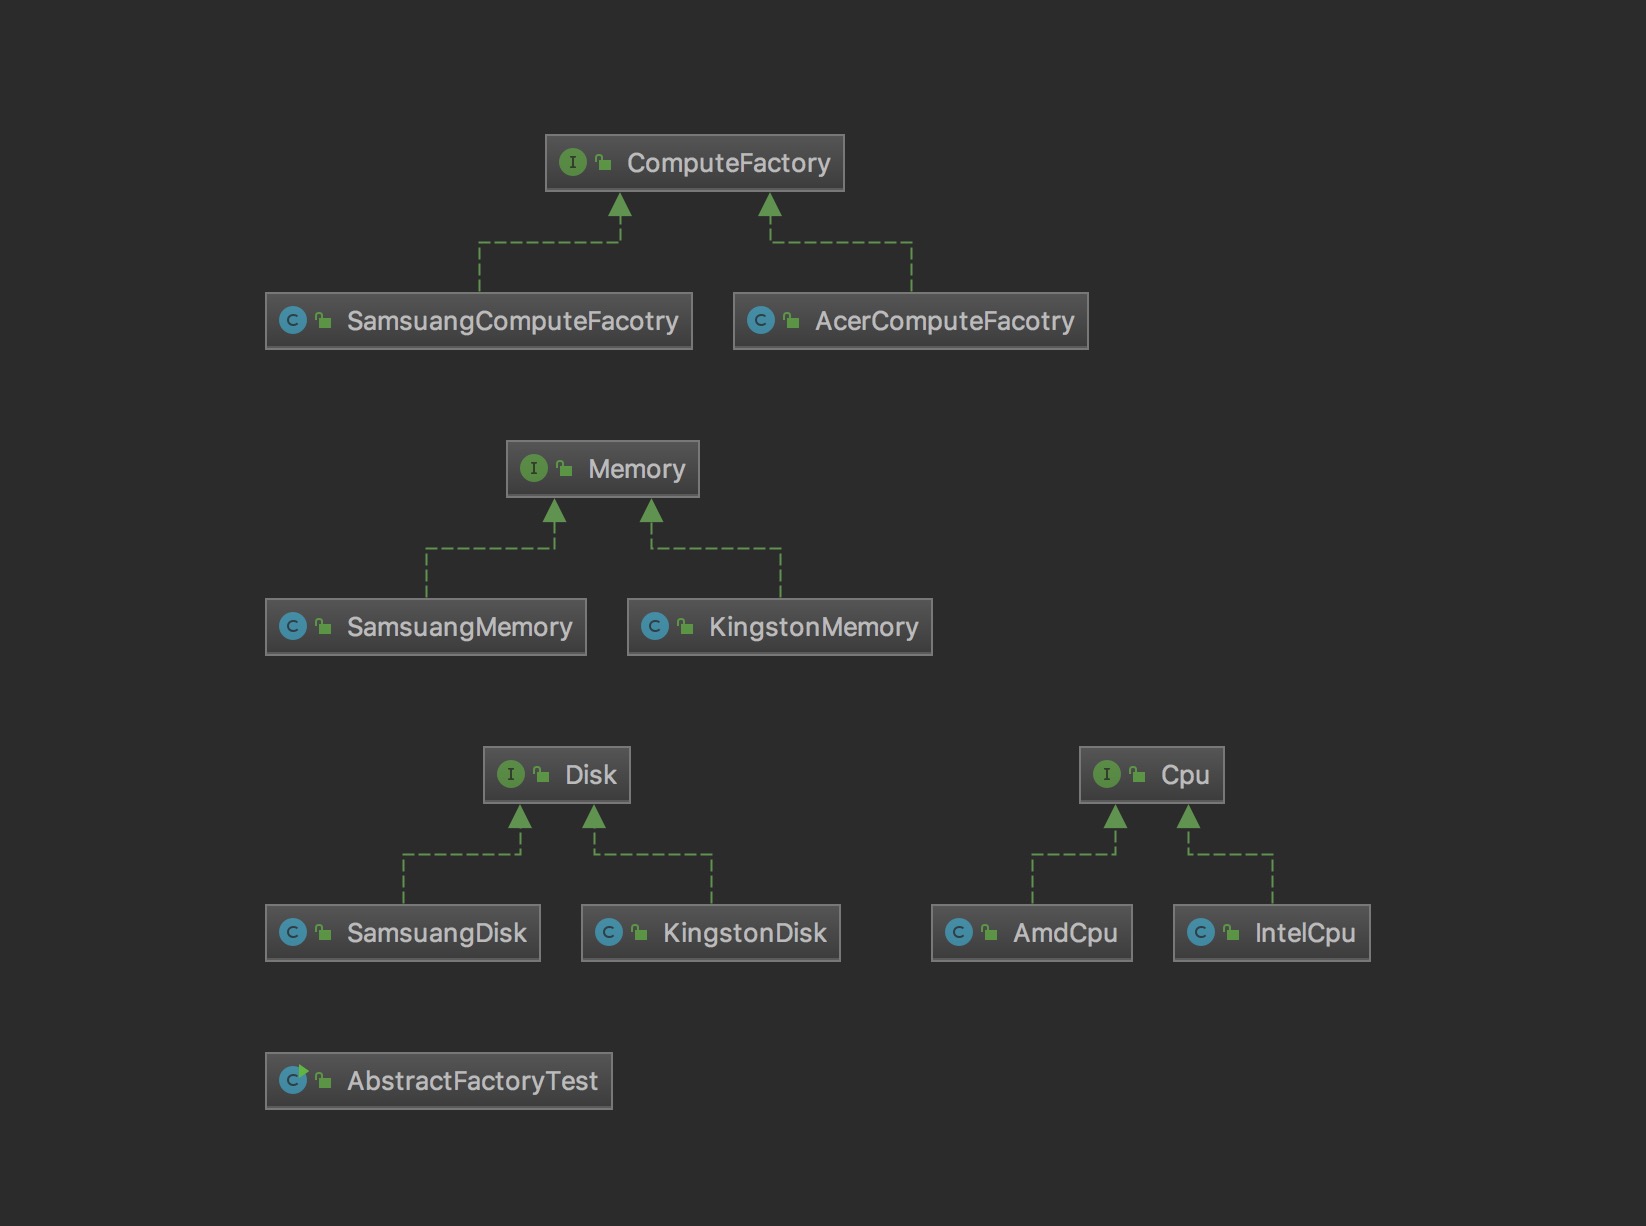 I ComputeFactory
C SamsuangComputeFacotry
C AcerComputeFacotry
I Memory
C SamsuangMemory
C KingstonMemory
I Disk
I Cpu
C SamsuangDisk
C KingstonDisk
C AmdCpu
C IntelCpu
C AbstractFactoryTest